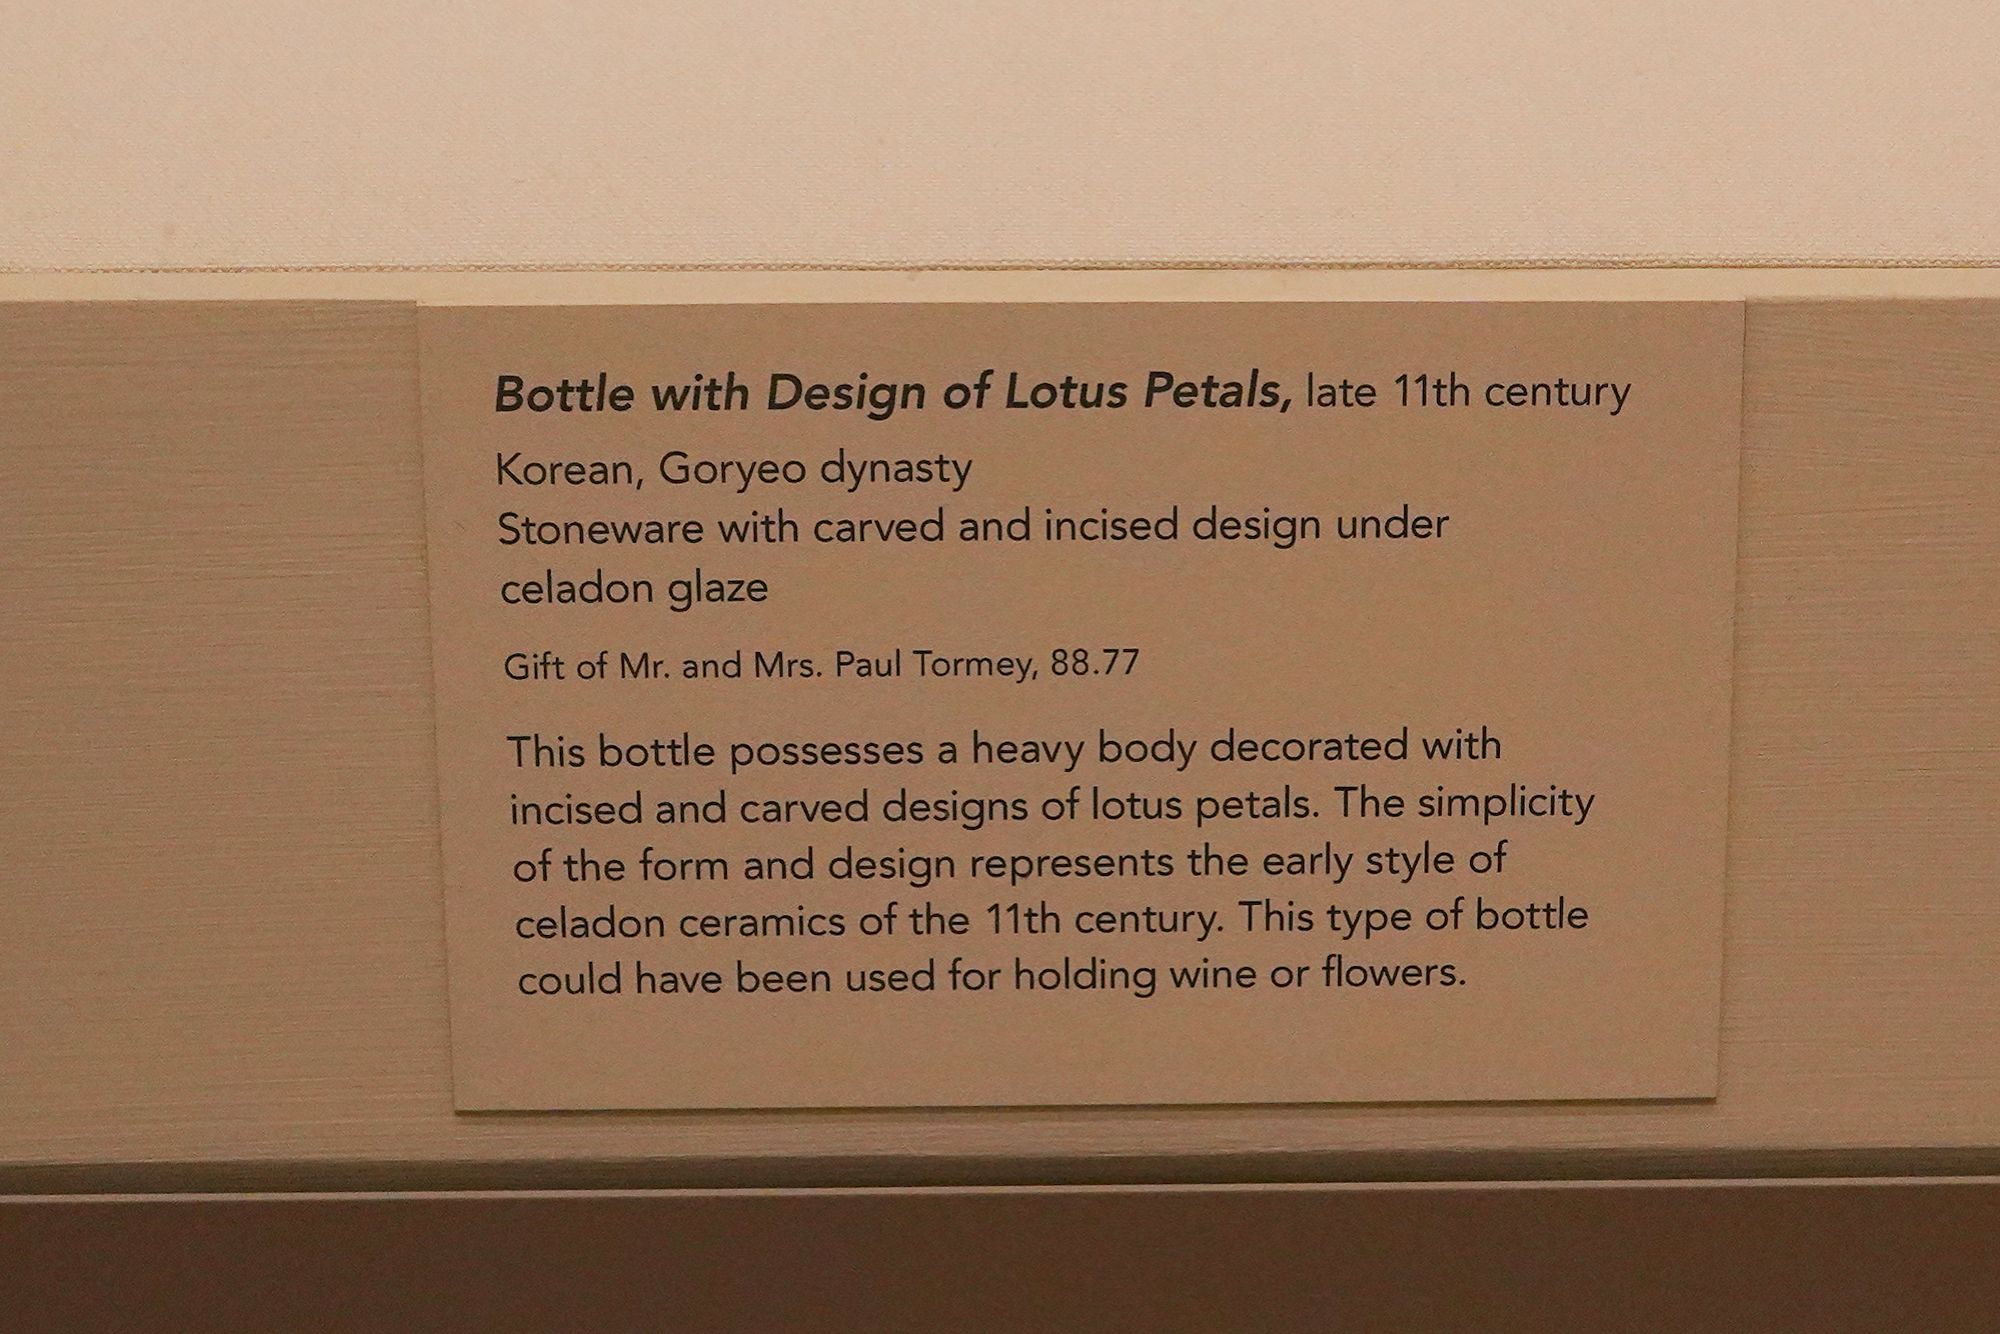 Bottle with Design of Lotus Petals, late 11th century
Korean, Goryeo dynasty
Stoneware with carved and incised design under
celadon glaze
Gift of Mr. and Mrs. Paul Tormey, 88.77
This bottle possesses a heavy body decorated with
incised and carved designs of lotus petals. The simplicity
of the form and design represents the early style of
celadon ceramics of the 11th century. This type of bottle
could have been used for holding wine or flowers.